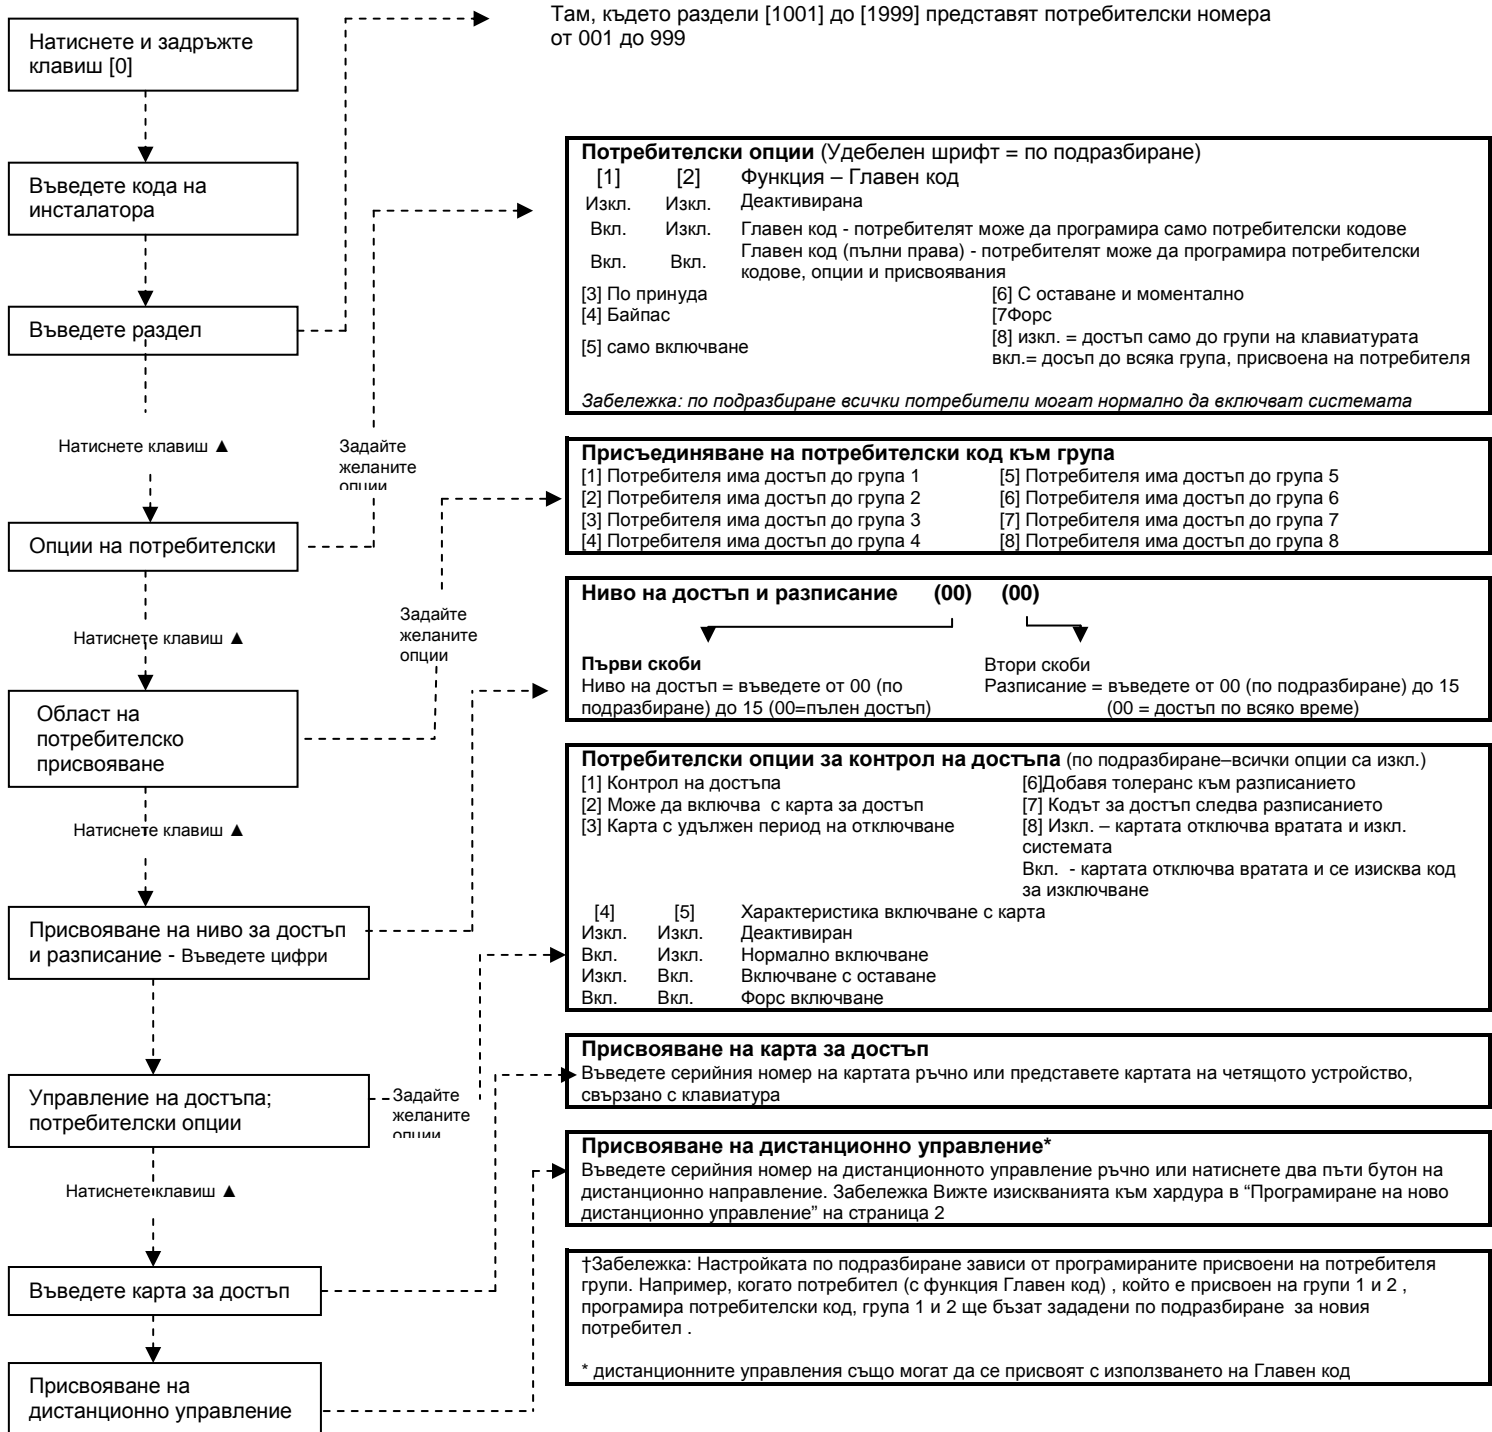 Там, където раздели [1001] до [1999] представят потребителски номера
от 001 до 999
Натиснете и задръжте
клавиш [0]
Въведете кода на
инсталатора
Въведете раздел
Натиснете клавиш ▲
Задайте
желаните
опции
Опции на потребителски
Натиснете клавиш ▲
Задайте
желаните
опции
Област на
потребителско
присвояване
Натиснете клавиш ▲
Присвояване на ниво за достъп
и разписание - Въведете цифри
Управление на достъпа;
потребителски опции
Задайте
желаните
опции
Натиснете клавиш ▲
Въведете карта за достъп
Присвояване на
дистанционно управление
Потребителски опции (Удебелен шрифт = по подразбиране)
[1] [2] Функция – Главен код
Изкл. Изкл. Деактивирана
Вкл. Изкл. Главен код - потребителят може да програмира само потребителски кодове
Вкл. Вкл. Главен код (пълни права) - потребителят може да програмира потребителски
кодове, опции и присвоявания
[3] По принуда [6] С оставане и моментално
[4] Байпас [7Форс
[5] само включване [8] изкл. = достъп само до групи на клавиатурата
вкл.= досъп до всяка група, присвоена на потребителя
Забележка: по подразбиране всички потребители могат нормално да включват системата
Присъединяване на потребителски код към група
[1] Потребителя има достъп до група 1 [5] Потребителя има достъп до група 5
[2] Потребителя има достъп до група 2 [6] Потребителя има достъп до група 6
[3] Потребителя има достъп до група 3 [7] Потребителя има достъп до група 7
[4] Потребителя има достъп до група 4 [8] Потребителя има достъп до група 8
Ниво на достъп и разписание (00) (00)
Първи скоби Втори скоби
Ниво на достъп = въведете от 00 (по Разписание = въведете от 00 (по подразбиране) до 15
подразбиране) до 15 (00=пълен достъп) (00 = достъп по всяко време)
Потребителски опции за контрол на достъпа (по подразбиране–всички опции са изкл.)
[1] Контрол на достъпа [6]Добавя толеранс към разписанието
[2] Може да включва с карта за достъп [7] Кодът за достъп следва разписанието
[3] Карта с удължен период на отключване [8] Изкл. – картата отключва вратата и изкл.
системата
Вкл. - картата отключва вратата и се изисква код
за изключване
[4] [5] Характеристика включване с карта
Изкл. Изкл. Деактивиран
Вкл. Изкл. Нормално включване
Изкл. Вкл. Включване с оставане
Вкл. Вкл. Форс включване
Присвояване на карта за достъп
Въведете серийния номер на картата ръчно или представете картата на четящото устройство,
свързано с клавиатура
Присвояване на дистанционно управление*
Въведете серийния номер на дистанционното управление ръчно или натиснете два пъти бутон на
дистанционно направление. Забележка Вижте изискванията към хардура в “Програмиране на ново
дистанционно управление” на страница 2
†Забележка: Настройката по подразбиране зависи от програмираните присвоени на потребителя
групи. Например, когато потребител (с функция Главен код) , който е присвоен на групи 1 и 2 ,
програмира потребителски код, група 1 и 2 ще бъзат зададени по подразбиране за новия
потребител .
* дистанционните управления също могат да се присвоят с използването на Главен код